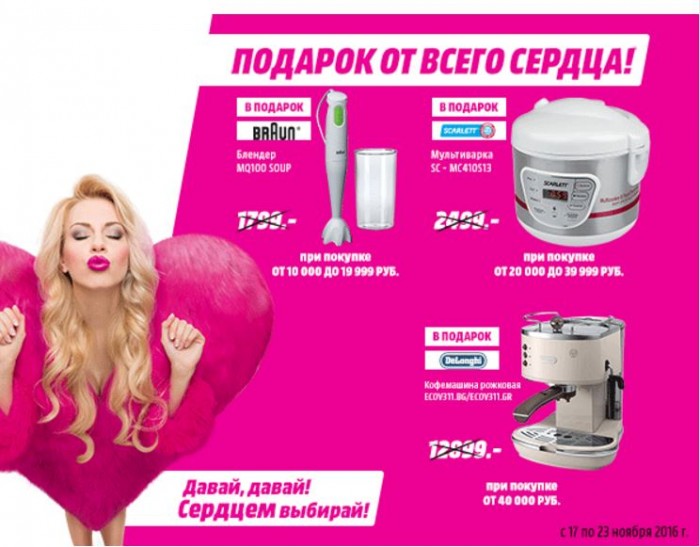 ПОДАРОК ОТ ВСЕГО СЕРДЦА!
В ПОДАРОК
BRAUN
Блендер
MQ100 SOUP
1799.-
при покупке
ОТ 10 000 ДО 19 999 РУБ.
В ПОДАРОК
SCARLETT
Мультиварка
SC - MC410S13
2499.-
SCARLETT
при покупке
ОТ 20 000 ДО 39 999 РУБ.
В ПОДАРОК
DeLonghi
Кофемашина рожковая
ECOV311.BG/ECOV311.GR
при покупке
ОТ 40 000 РУБ.
Давай, давай!
Сердцем выбирай!
с 17 по 23 ноября 2016 г.